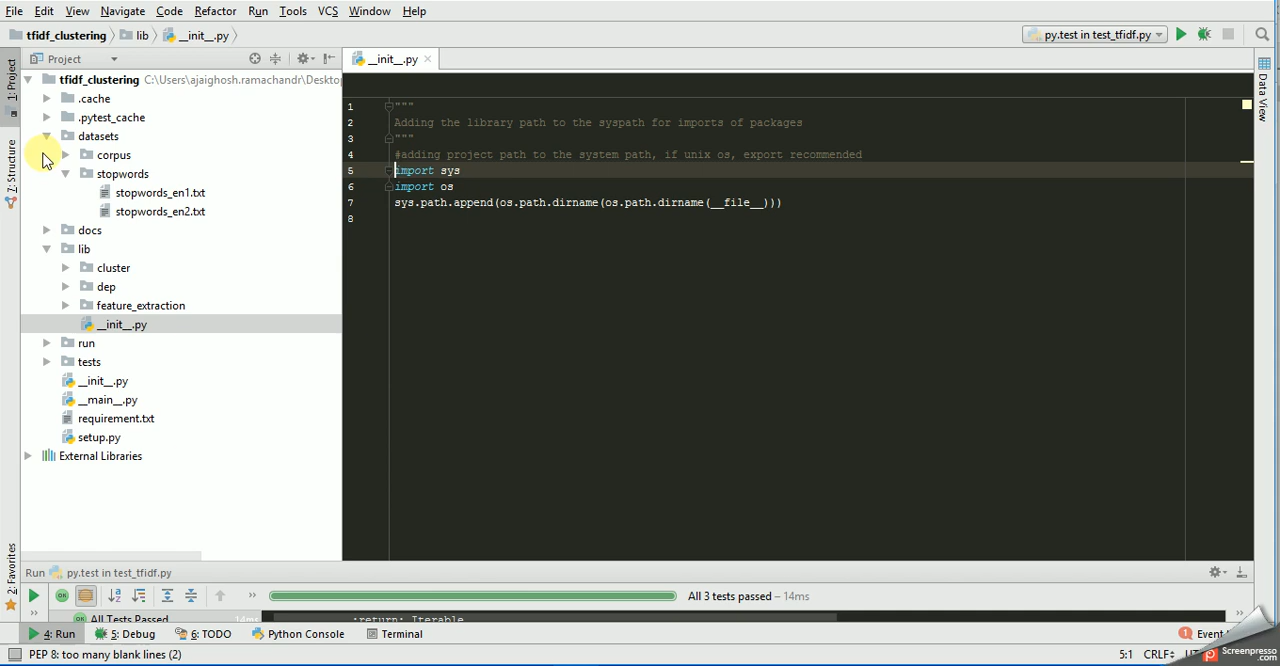 File Edit View Navigate Code Refactor Run Tools VCS Window Help
tfidf_clustering lib __init__.py
py.test in test_tfidf.py
1: Project
Z: Structure
2: Favorites
Project
tfidf_clustering C:\Users\ajaighosh.ramachandr\Deskto
.cache
.pytest_cache
datasets
corpus
stopwords
stopwords_en1.txt
stopwords_en2.txt
docs
lib
cluster
dep
feature_extraction
__init__.py
run
tests
__init__.py
__main__.py
requirement.txt
setup.py
External Libraries
__init__.py
1 """
2 Adding the library path to the syspath for imports of packages
3 """
4 #adding project path to the system path, if unix os, export recommended
5 import sys
6 import os
7 sys.path.append(os.path.dirname(os.path.dirname(__file__)))
8
Data View
Run py.test in test_tfidf.py
OK >> All 3 tests passed – 14ms
OK All Tests Passed 14ms :return: Iterable
4: Run 5: Debug 6: TODO Python Console Terminal 1 Event
PEP 8: too many blank lines (2) 5:1 CRLF
Screenpresso.com